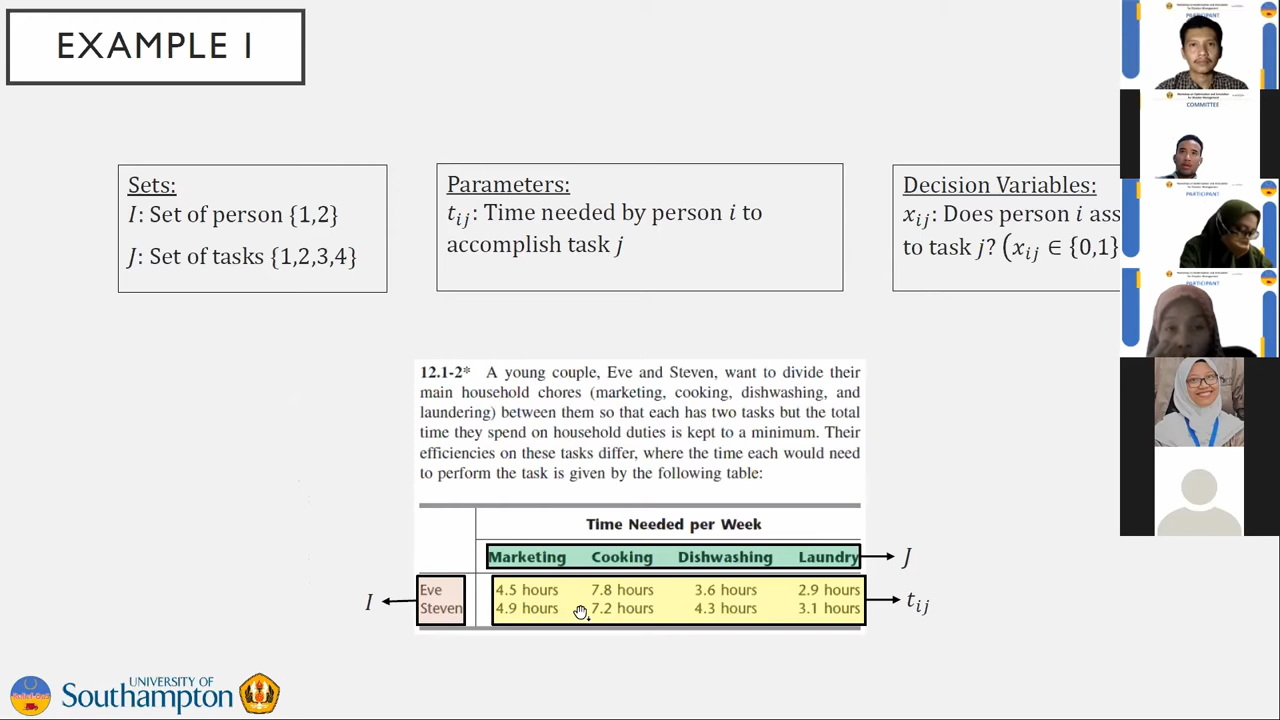 EXAMPLE I
Sets:
I: Set of person {1,2}
J: Set of tasks {1,2,3,4}
Parameters:
tij: Time needed by person i to
accomplish task j
Decision Variables:
xij: Does person i ass
to task j? (xij ∈ {0,1}
12.1-2* A young couple, Eve and Steven, want to divide their
main household chores (marketing, cooking, dishwashing, and
laundering) between them so that each has two tasks but the total
time they spend on household duties is kept to a minimum. Their
efficiencies on these tasks differ, where the time each would need
to perform the task is given by the following table:
Time Needed per Week
Marketing Cooking Dishwashing Laundry
J
Eve 4.5 hours 7.8 hours 3.6 hours 2.9 hours
Steven 4.9 hours 7.2 hours 4.3 hours 3.1 hours
I
tij
UNIVERSITY OF
Southampton
PARTICIPANT
COMMITTEE
PARTICIPANT
PARTICIPANT